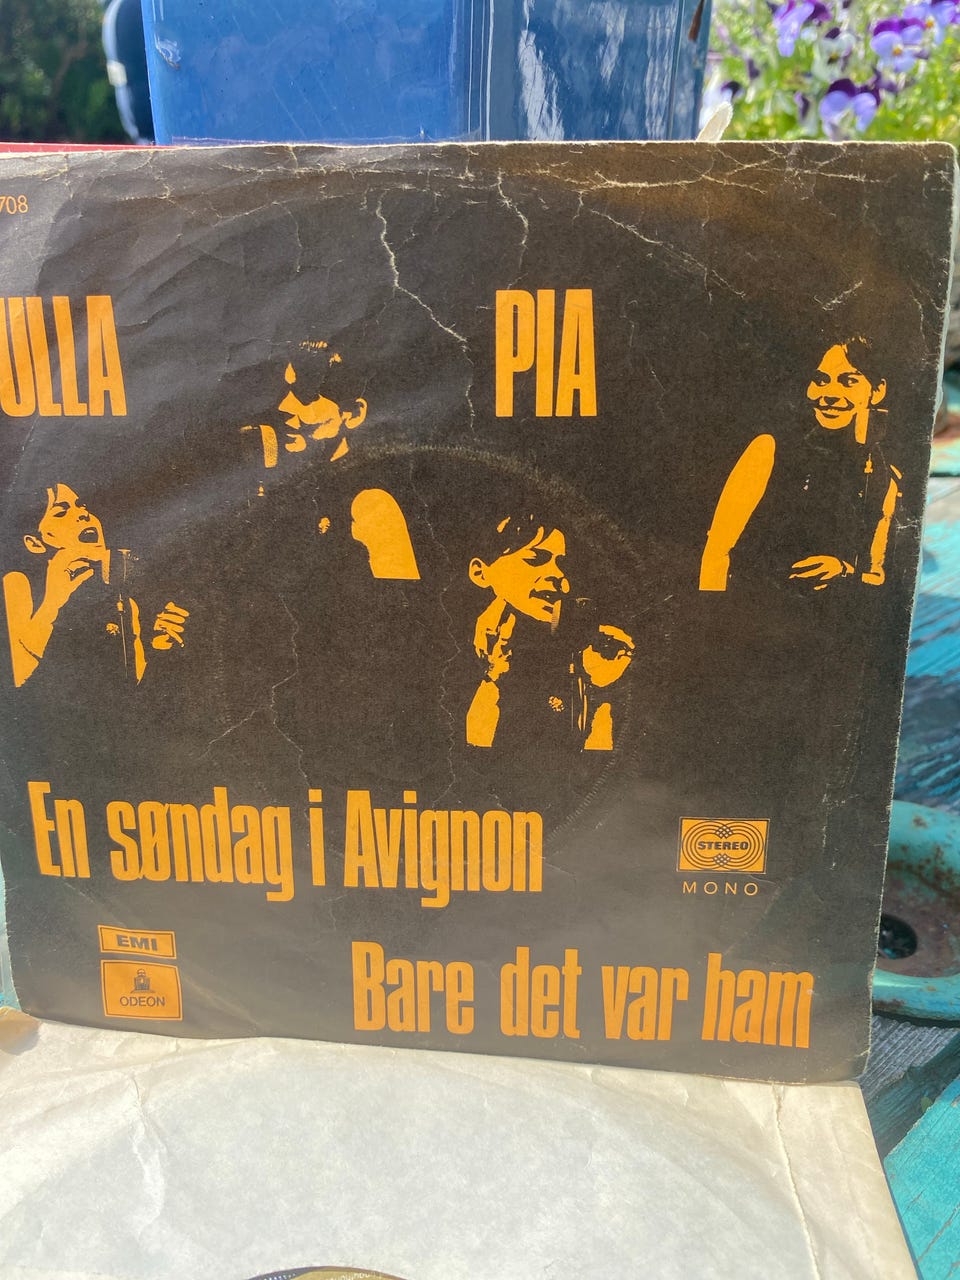 708
ULLA PIA
En søndag i Avignon
STEREO
MONO
EMI
ODEON
Bare det var ham